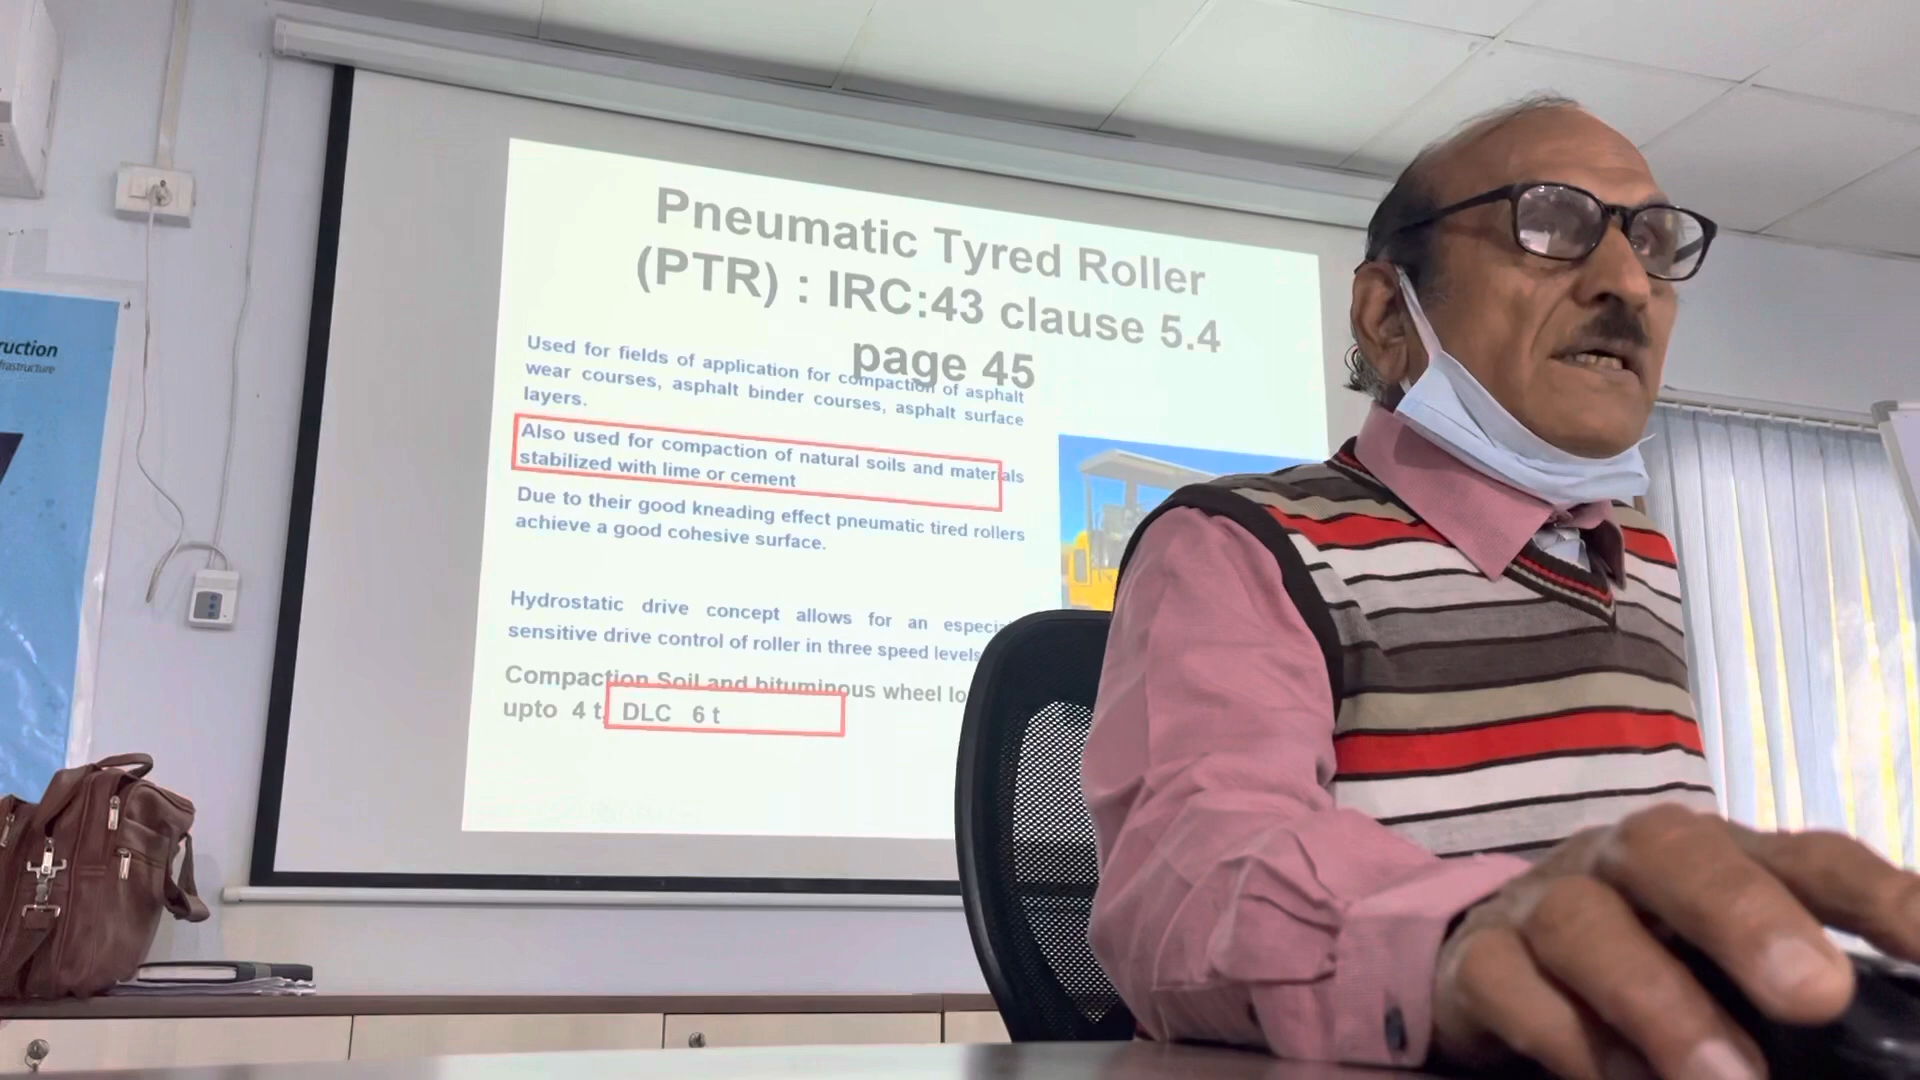 ruction
frastructure
Pneumatic Tyred Roller
(PTR) : IRC:43 clause 5.4
page 45
Used for fields of application for compaction of asphalt
wear courses, asphalt binder courses, asphalt surface
layers.
Also used for compaction of natural soils and materials
stabilized with lime or cement
Due to their good kneading effect pneumatic tired rollers
achieve a good cohesive surface.
Hydrostatic drive concept allows for an especia
sensitive drive control of roller in three speed levels
Compaction Soil and bituminous wheel lo
upto 4 t, DLC 6 t